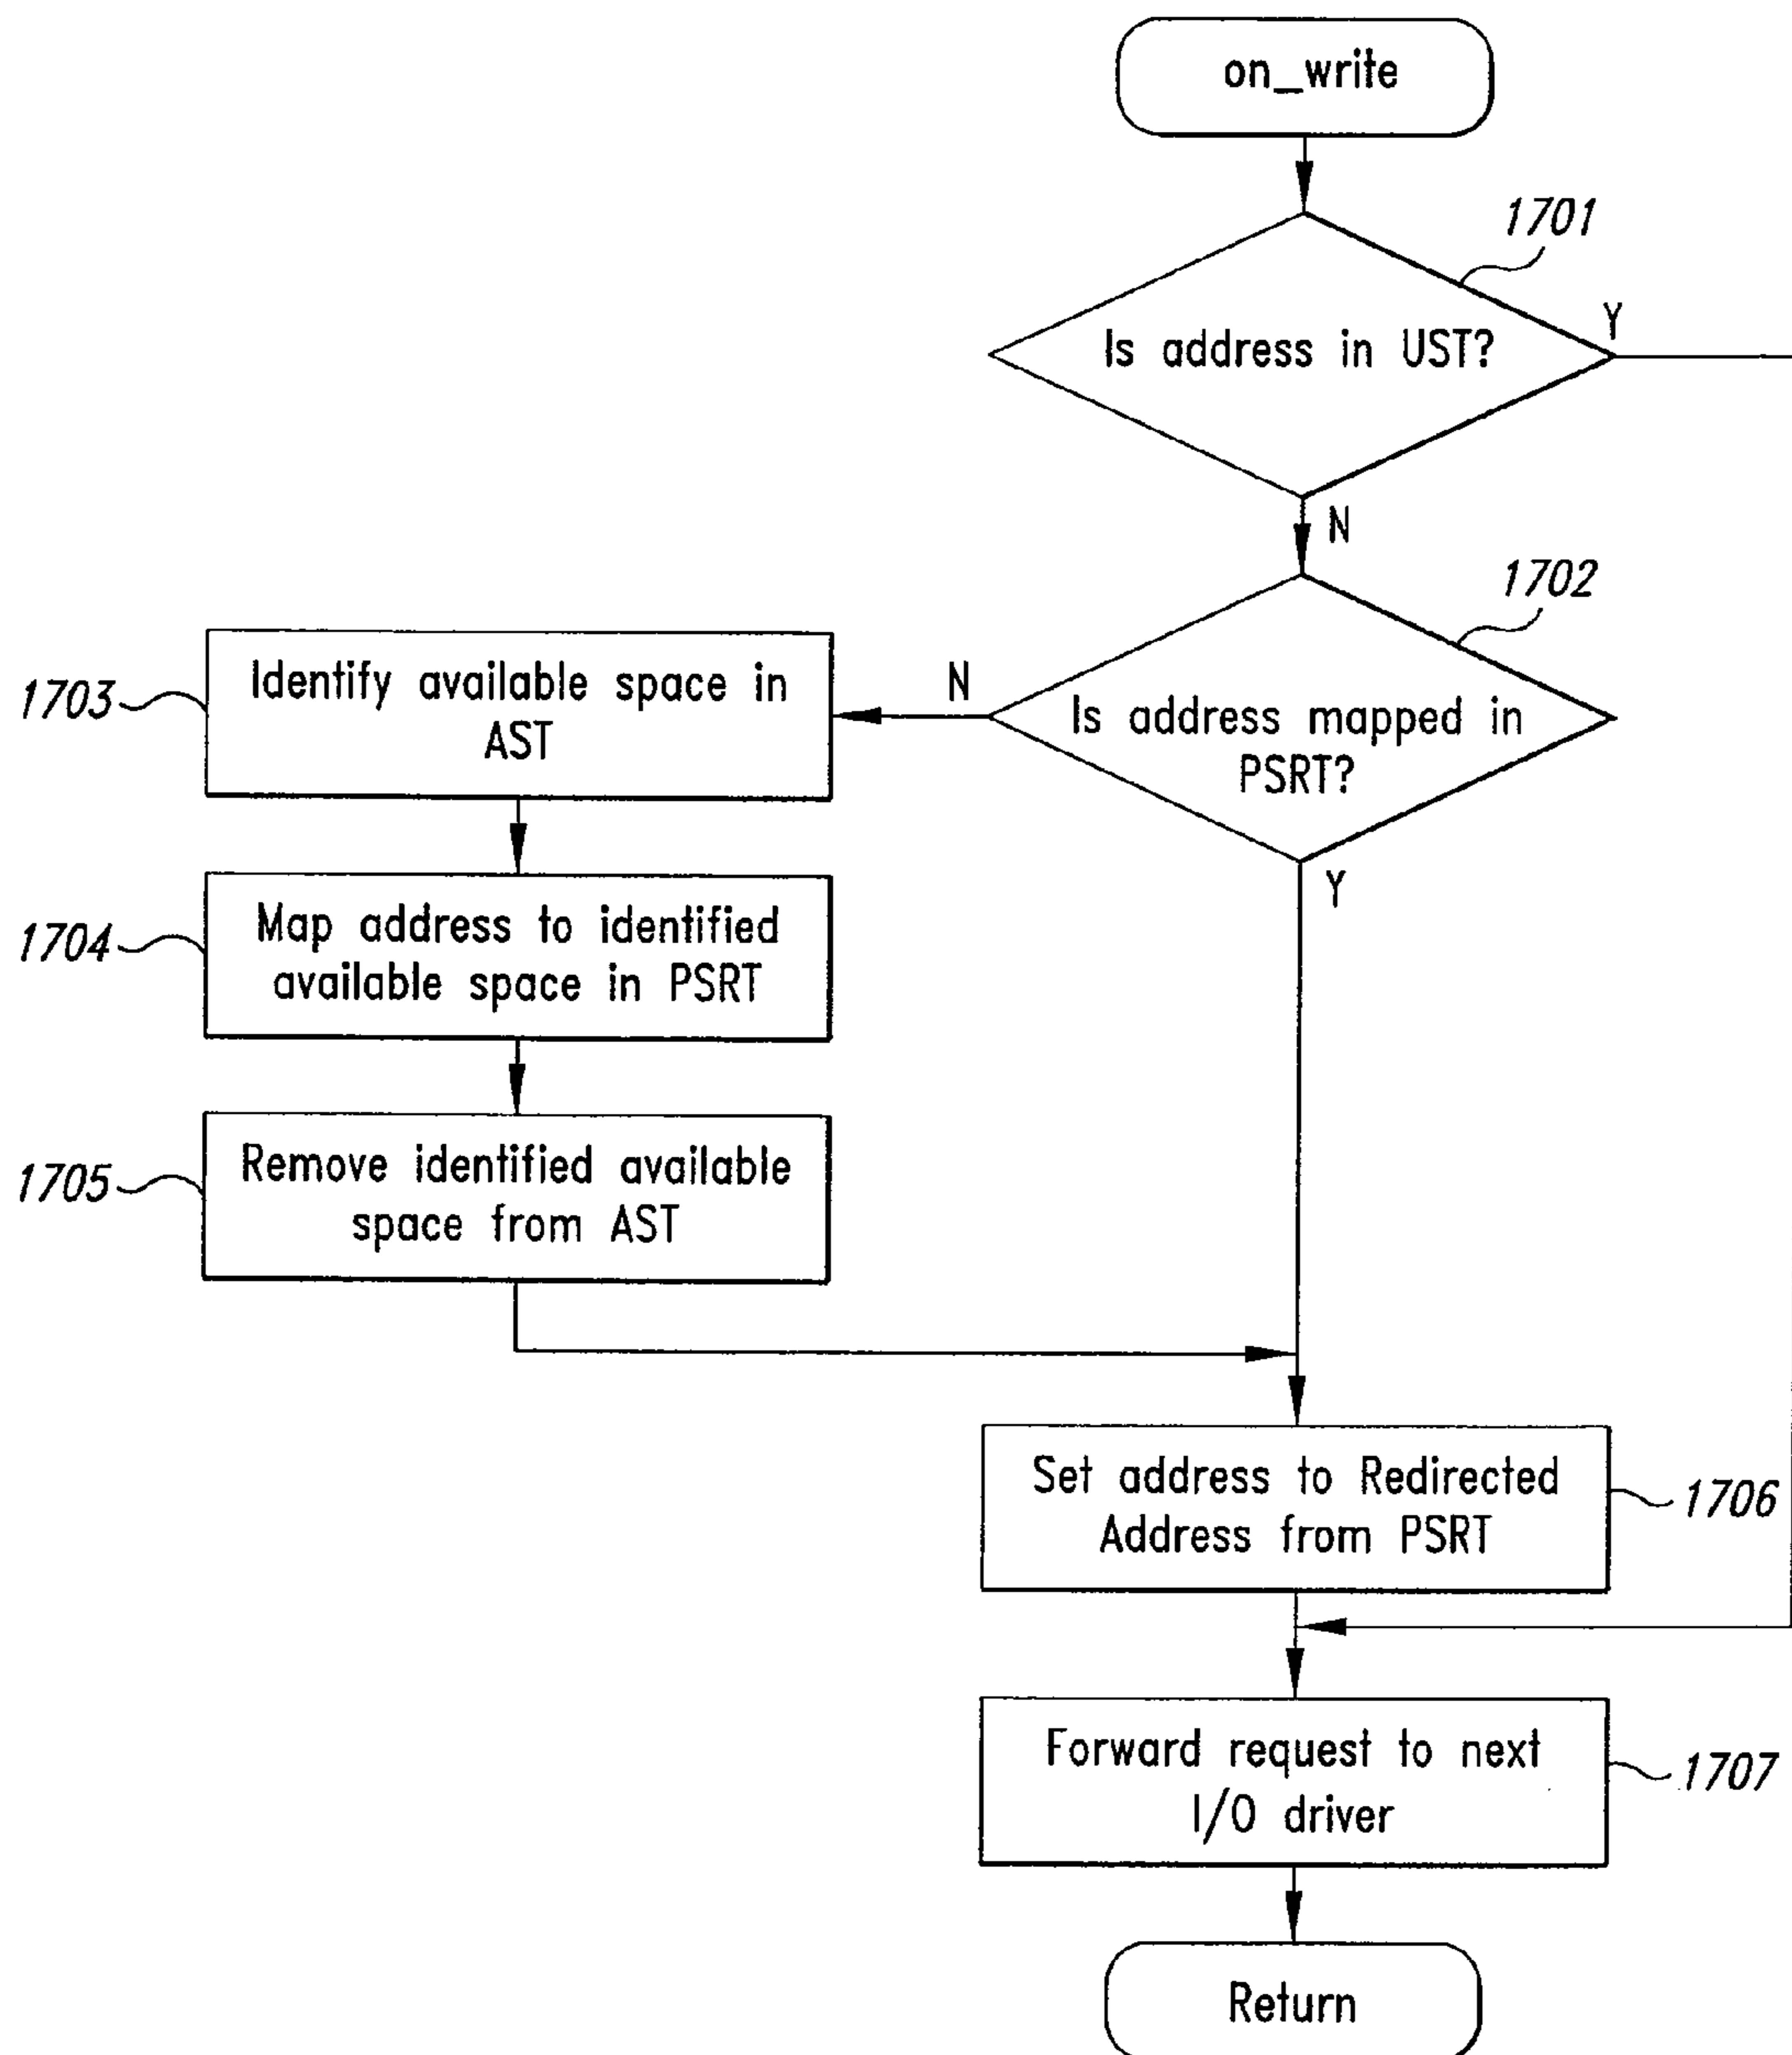 on_write
1701
Is address in UST?
Y
N
1702
Is address mapped in
PSRT?
N
Y
1703
Identify available space in
AST
1704
Map address to identified
available space in PSRT
1705
Remove identified available
space from AST
Set address to Redirected
Address from PSRT
1706
Forward request to next
I/O driver
1707
Return